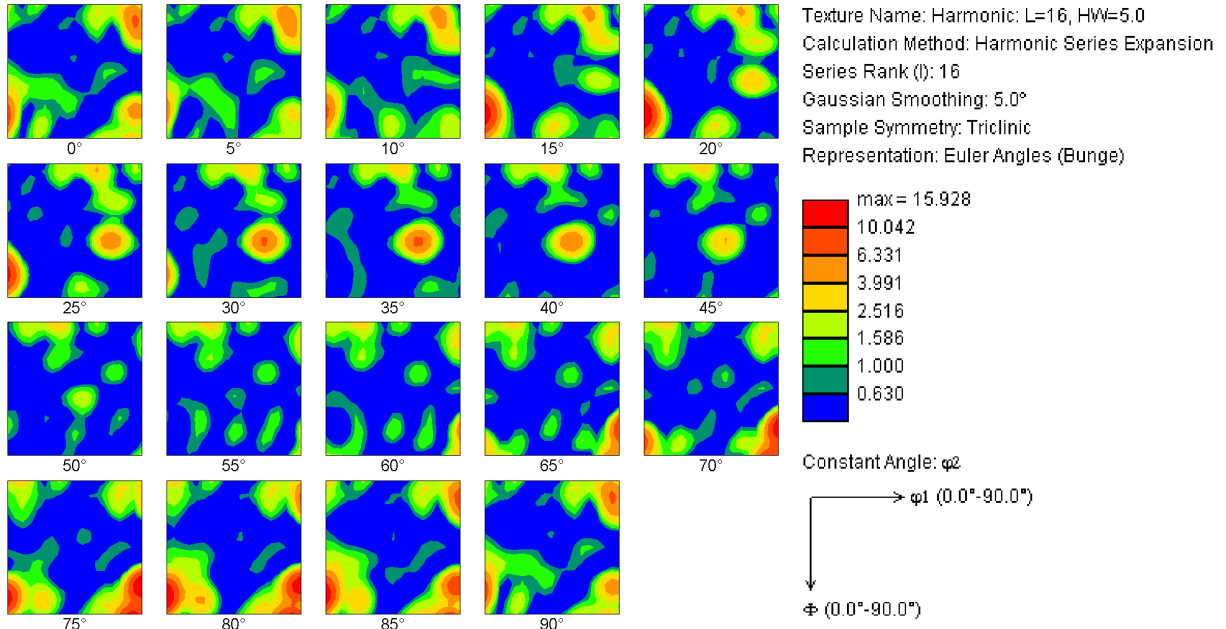 Texture Name: Harmonic: L=16, HW=5.0
Calculation Method: Harmonic Series Expansion
Series Rank (l): 16
Gaussian Smoothing: 5.0°
Sample Symmetry: Triclinic
Representation: Euler Angles (Bunge)
0° 5° 10° 15° 20°
max = 15.928
10.042
6.331
3.991
2.516
1.586
1.000
0.630
25° 30° 35° 40° 45°
50° 55° 60° 65° 70°
Constant Angle: φ2
φ1 (0.0°-90.0°)
Φ (0.0°-90.0°)
75° 80° 85° 90°